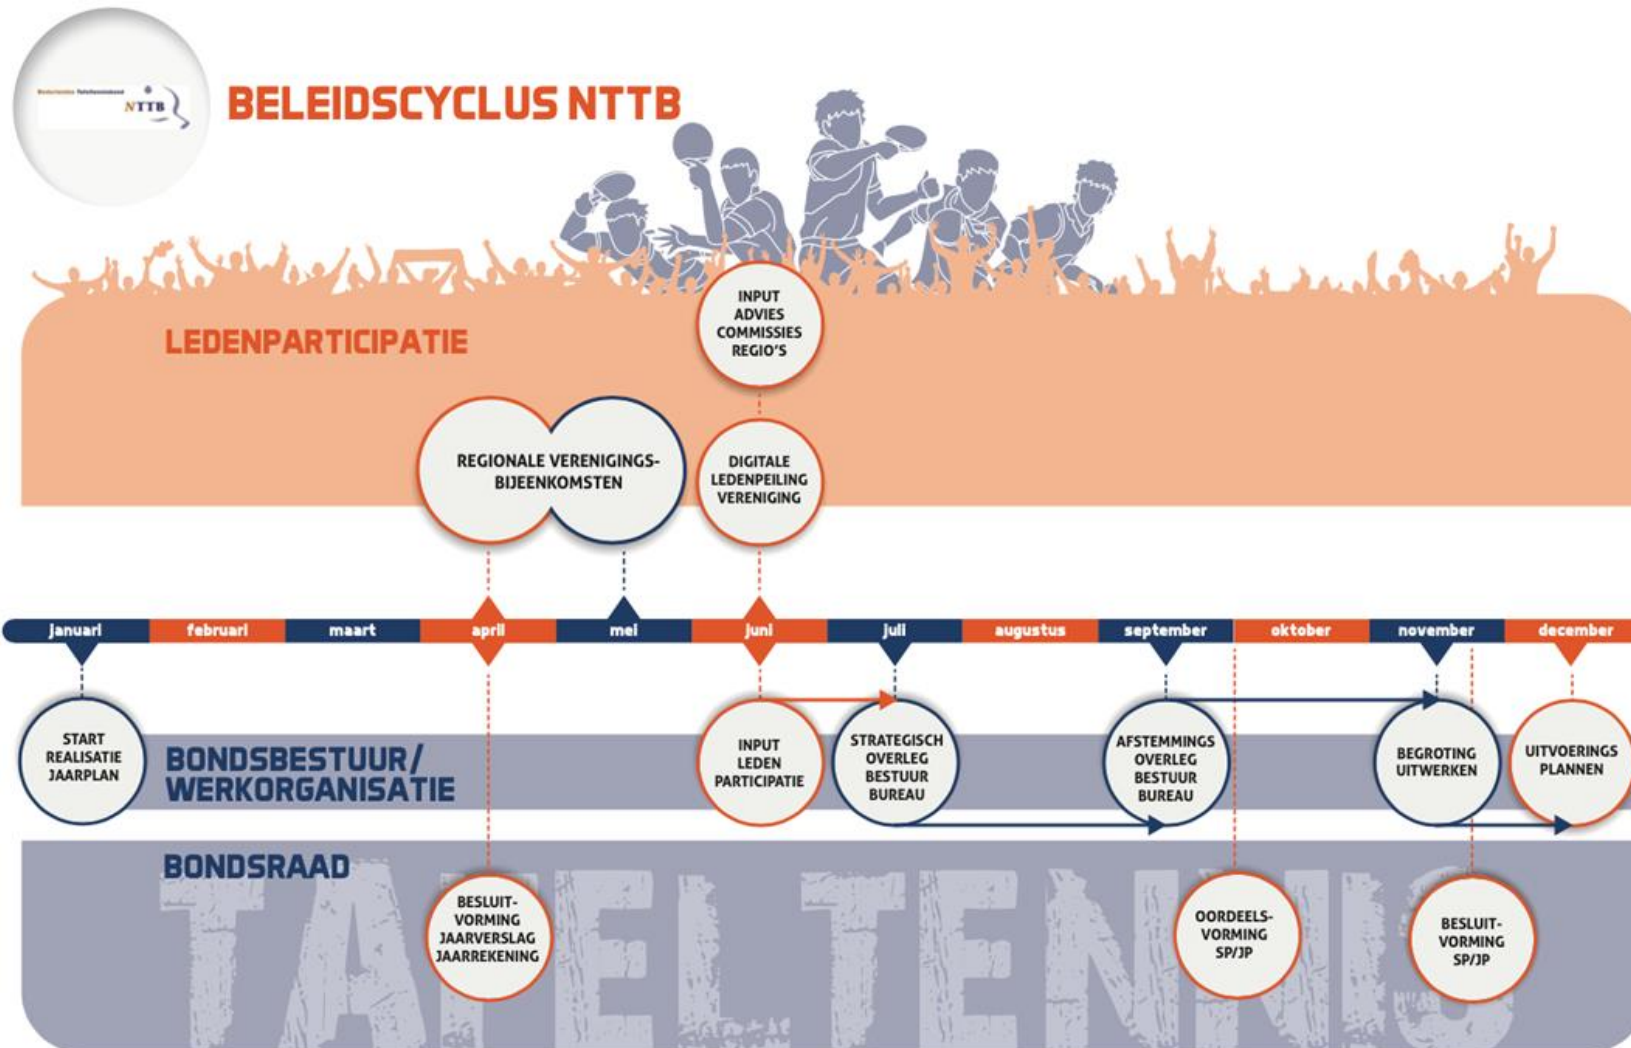 Nederlandse Tafeltennisbond
NTTB
BELEIDSCYCLUS NTTB
LEDENPARTICIPATIE
INPUT
ADVIES
COMMISSIES
REGIO'S
REGIONALE VERENIGINGS-
BIJEENKOMSTEN
DIGITALE
LEDENPEILING
VERENIGING
januari februari maart april mei juni juli augustus september oktober november december
START
REALISATIE
JAARPLAN
BONDSBESTUUR/
WERKORGANISATIE
INPUT
LEDEN
PARTICIPATIE
STRATEGISCH
OVERLEG
BESTUUR
BUREAU
AFSTEMMINGS
OVERLEG
BESTUUR
BUREAU
BEGROTING
UITWERKEN
UITVOERINGS
PLANNEN
BONDSRAAD
BESLUIT-
VORMING
JAARVERSLAG
JAARREKENING
OORDEELS-
VORMING
SP/JP
BESLUIT-
VORMING
SP/JP
TAFELTENNIS